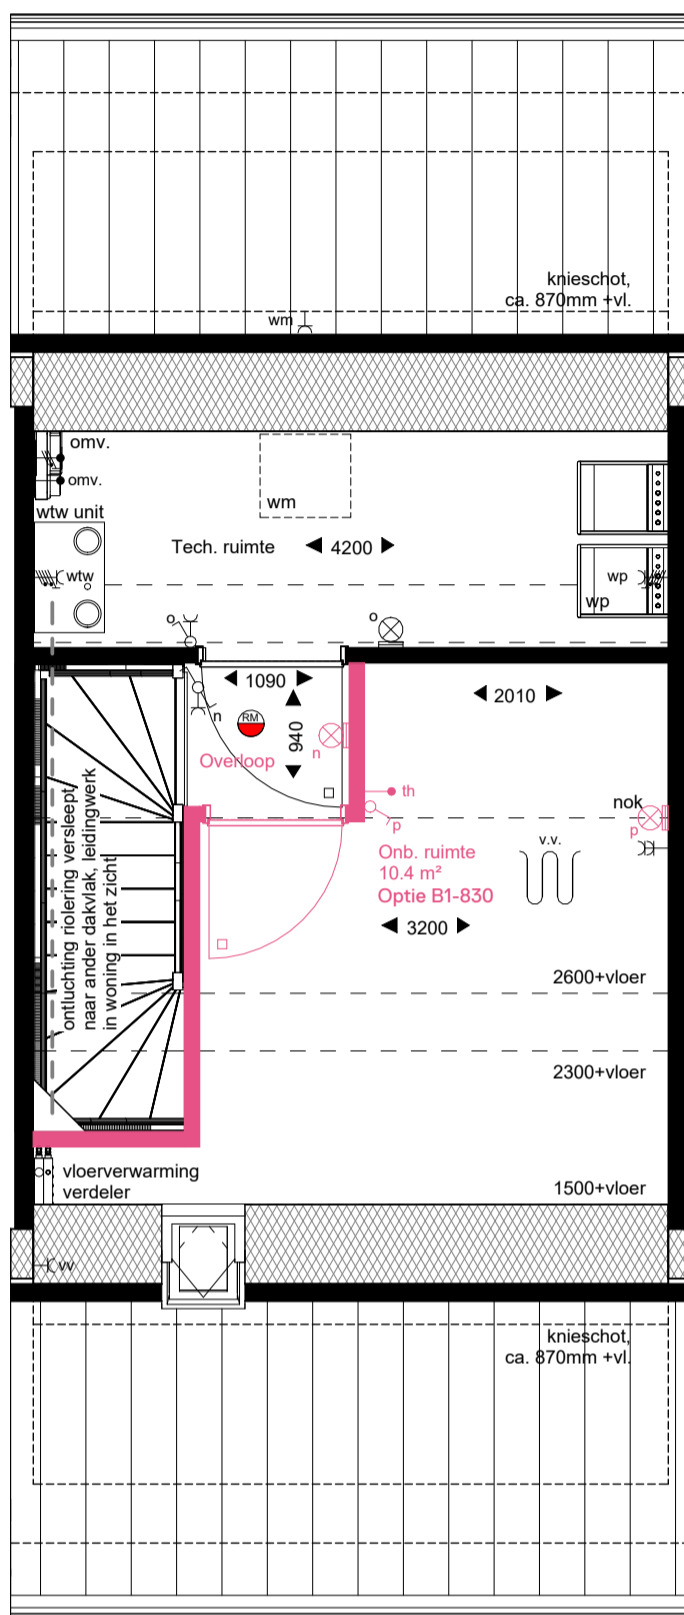 knieschot,
ca. 870mm +vl.
wm
omv.
omv.
wtw unit
wm
Tech. ruimte 4200
wtw
wp
wp
o
o
1090
2010
n
RM
940
n
Overloop
th
nok
p
p
v.v.
Onb. ruimte
10.4 m²
Optie B1-830
3200
ontluchting riolering versleept
naar ander dakvlak, leidingwerk
in woning in het zicht
2600+vloer
2300+vloer
vloerverwarming
verdeler
1500+vloer
vv
knieschot,
ca. 870mm +vl.